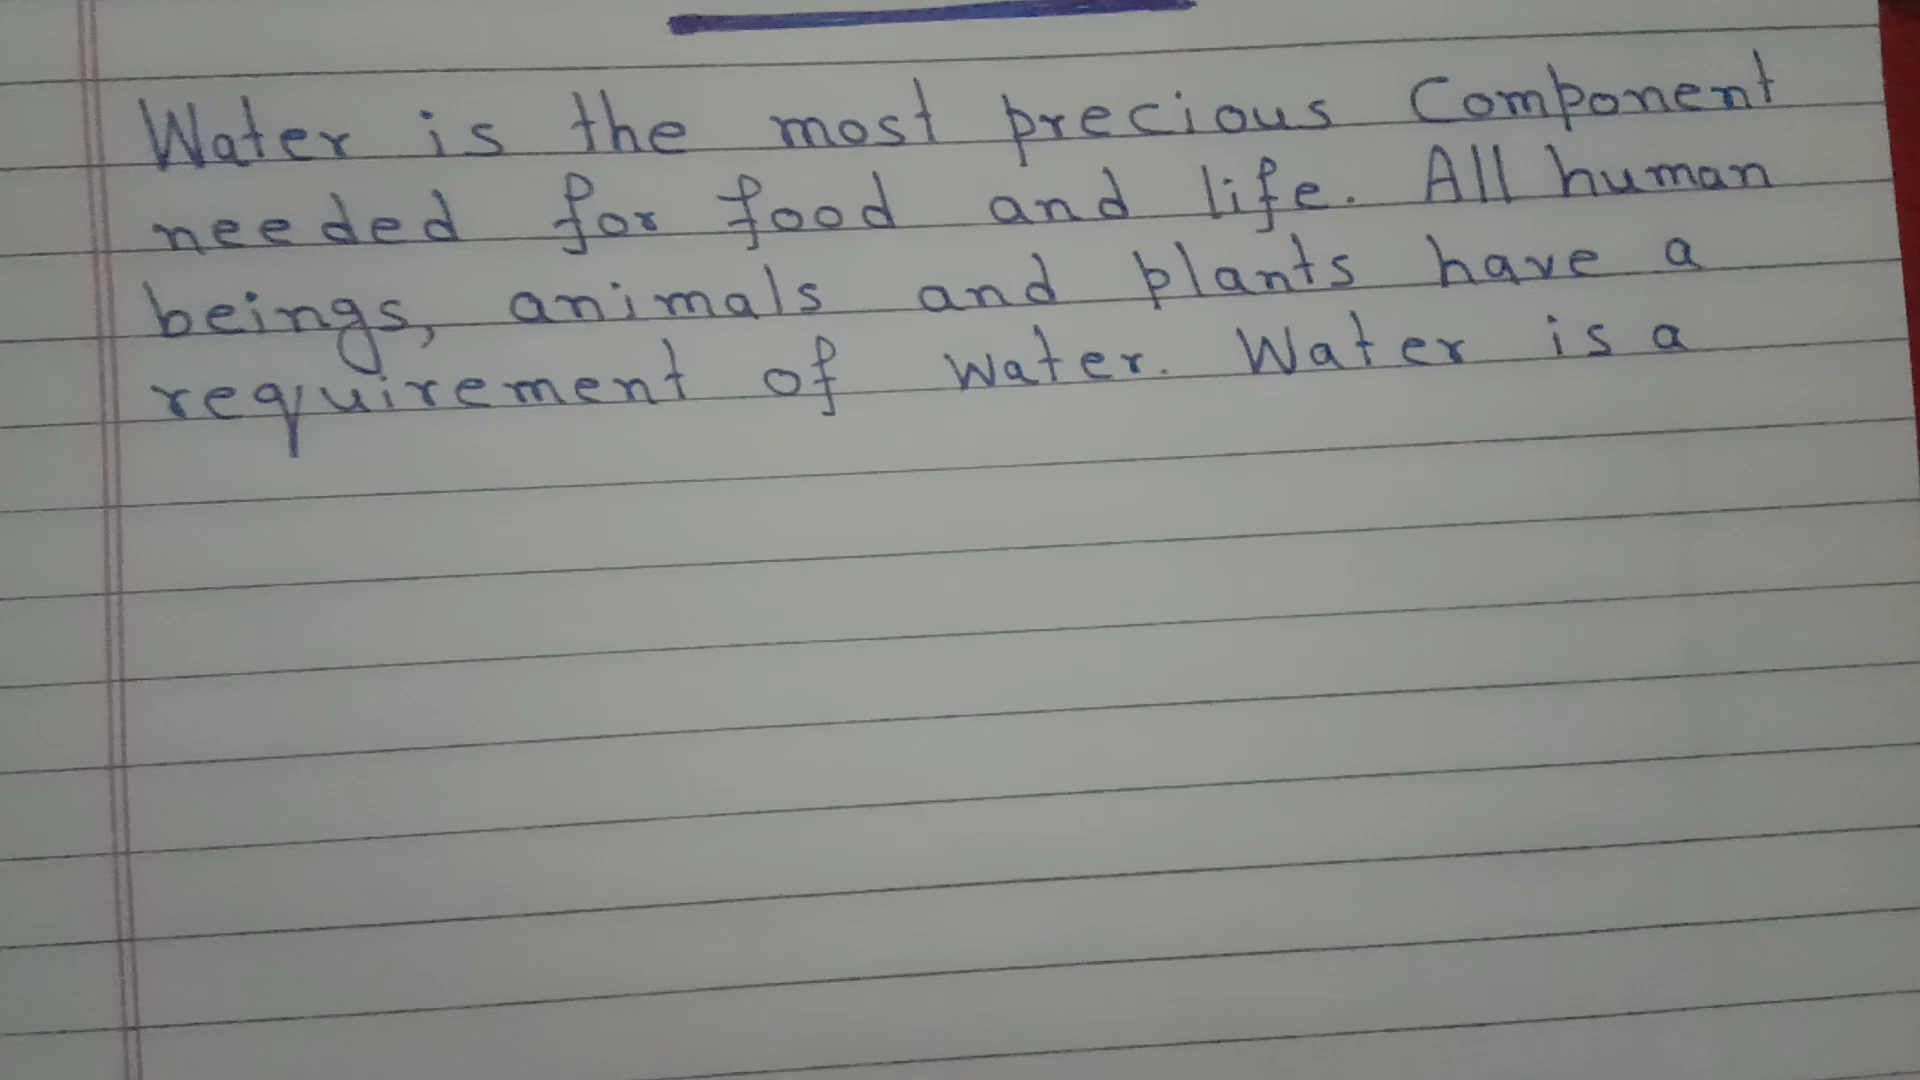 Water is the most precious Component
needed for food and life. All human
beings, animals and plants have a
requirement of water. Water is a